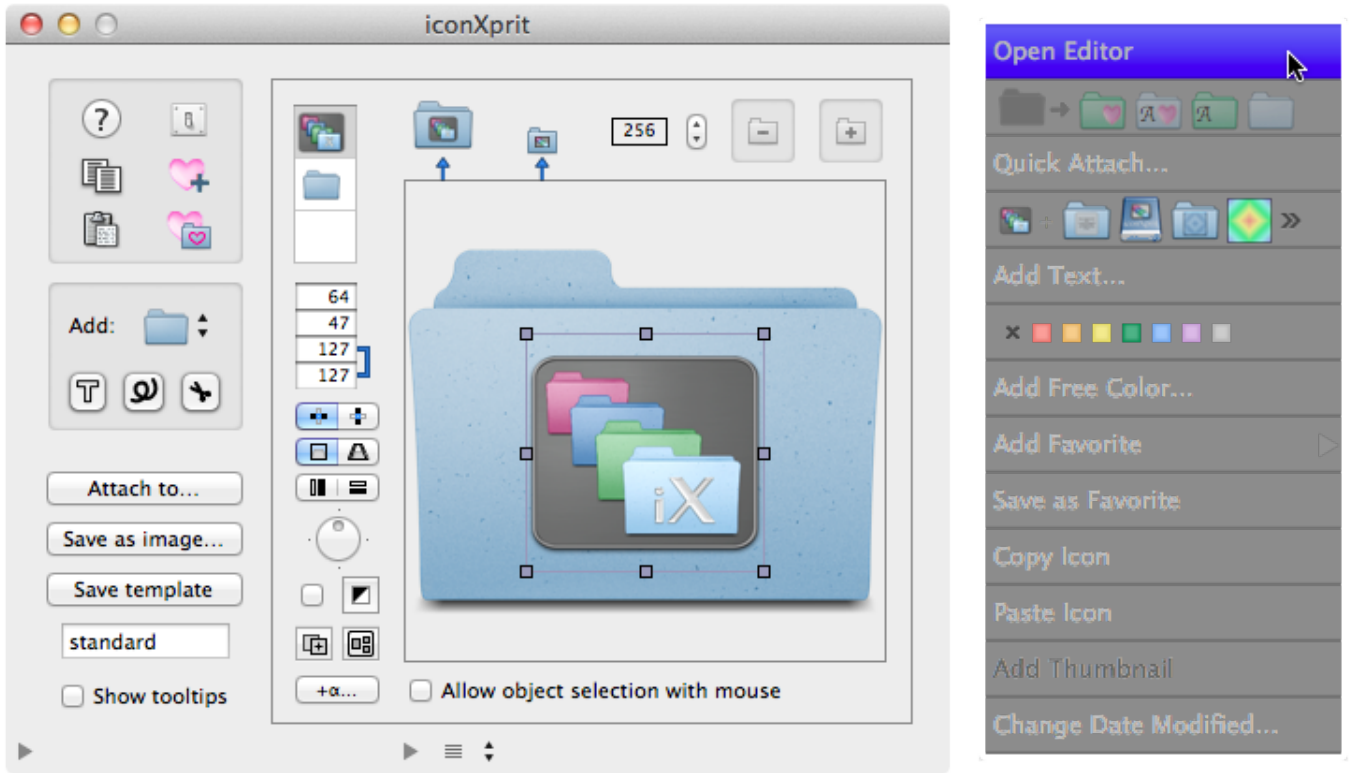 iconXprit
?
256
64
47
127
127
Add:
T
iX
Attach to...
Save as image...
Save template
standard
Show tooltips
+α...
Allow object selection with mouse
Open Editor
A A
Quick Attach...
Add Text...
Add Free Color...
Add Favorite
Save as Favorite
Copy Icon
Paste Icon
Add Thumbnail
Change Date Modified...